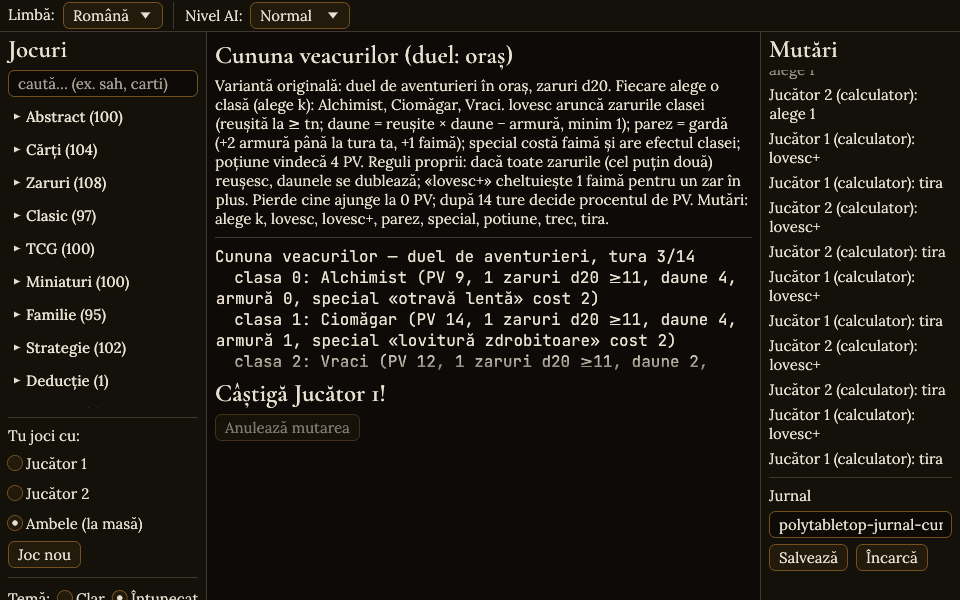 Limbă: Română ▼ Nivel AI: Normal ▼
Jocuri
caută... (ex. sah, carti)
▸ Abstract (100)
▸ Cărți (104)
▸ Zaruri (108)
▸ Clasic (97)
▸ TCG (100)
▸ Miniaturi (100)
▸ Familie (95)
▸ Strategie (102)
▸ Deducție (1)
Tu joci cu:
Jucător 1
Jucător 2
Ambele (la masă)
Joc nou
Temă: Clar Întunecat
Cununa veacurilor (duel: oraș)
Variantă originală: duel de aventurieri în oraș, zaruri d20. Fiecare alege o
clasă (alege k): Alchimist, Ciomăgar, Vraci. lovesc aruncă zarurile clasei
(reușită la ≥ tn; daune = reușite × daune − armură, minim 1); parez = gardă
(+2 armură până la tura ta, +1 faimă); special costă faimă și are efectul clasei;
poțiune vindecă 4 PV. Reguli proprii: dacă toate zarurile (cel puțin două)
reușesc, daunele se dublează; «lovesc+» cheltuiește 1 faimă pentru un zar în
plus. Pierde cine ajunge la 0 PV; după 14 ture decide procentul de PV. Mutări:
alege k, lovesc, lovesc+, parez, special, potiune, trec, tira.
Cununa veacurilor — duel de aventurieri, tura 3/14
clasa 0: Alchimist (PV 9, 1 zaruri d20 ≥11, daune 4,
armură 0, special «otravă lentă» cost 2)
clasa 1: Ciomăgar (PV 14, 1 zaruri d20 ≥11, daune 4,
armură 1, special «lovitură zdrobitoare» cost 2)
clasa 2: Vraci (PV 12, 1 zaruri d20 ≥11, daune 2,
Câștigă Jucător 1!
Anulează mutarea
Mutări
alege 1
Jucător 2 (calculator):
alege 1
Jucător 1 (calculator):
lovesc+
Jucător 1 (calculator): tira
Jucător 2 (calculator):
lovesc+
Jucător 2 (calculator): tira
Jucător 1 (calculator):
lovesc+
Jucător 1 (calculator): tira
Jucător 2 (calculator):
lovesc+
Jucător 2 (calculator): tira
Jucător 1 (calculator):
lovesc+
Jucător 1 (calculator): tira
Jurnal
polytabletop-jurnal-cur
Salvează Încarcă